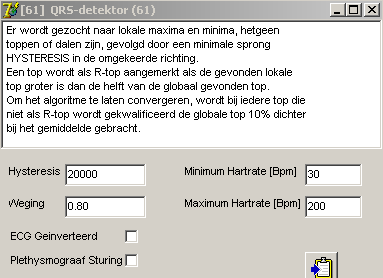 [61] QRS-detektor (61)
Er wordt gezocht naar lokale maxima en minima, hetgeen
toppen of dalen zijn, gevolgd door een minimale sprong
HYSTERESIS in de omgekeerde richting.
Een top wordt als R-top aangemerkt als de gevonden lokale
top groter is dan de helft van de globaal gevonden top.
Om het algoritme te laten convergeren, wordt bij iedere top die
niet als R-top wordt gekwalificeerd de globale top 10% dichter
bij het gemiddelde gebracht.
Hysteresis 20000 Minimum Hartrate [Bpm] 30
Weging 0.80 Maximum Hartrate [Bpm] 200
ECG Geinverteerd
Plethysmograaf Sturing